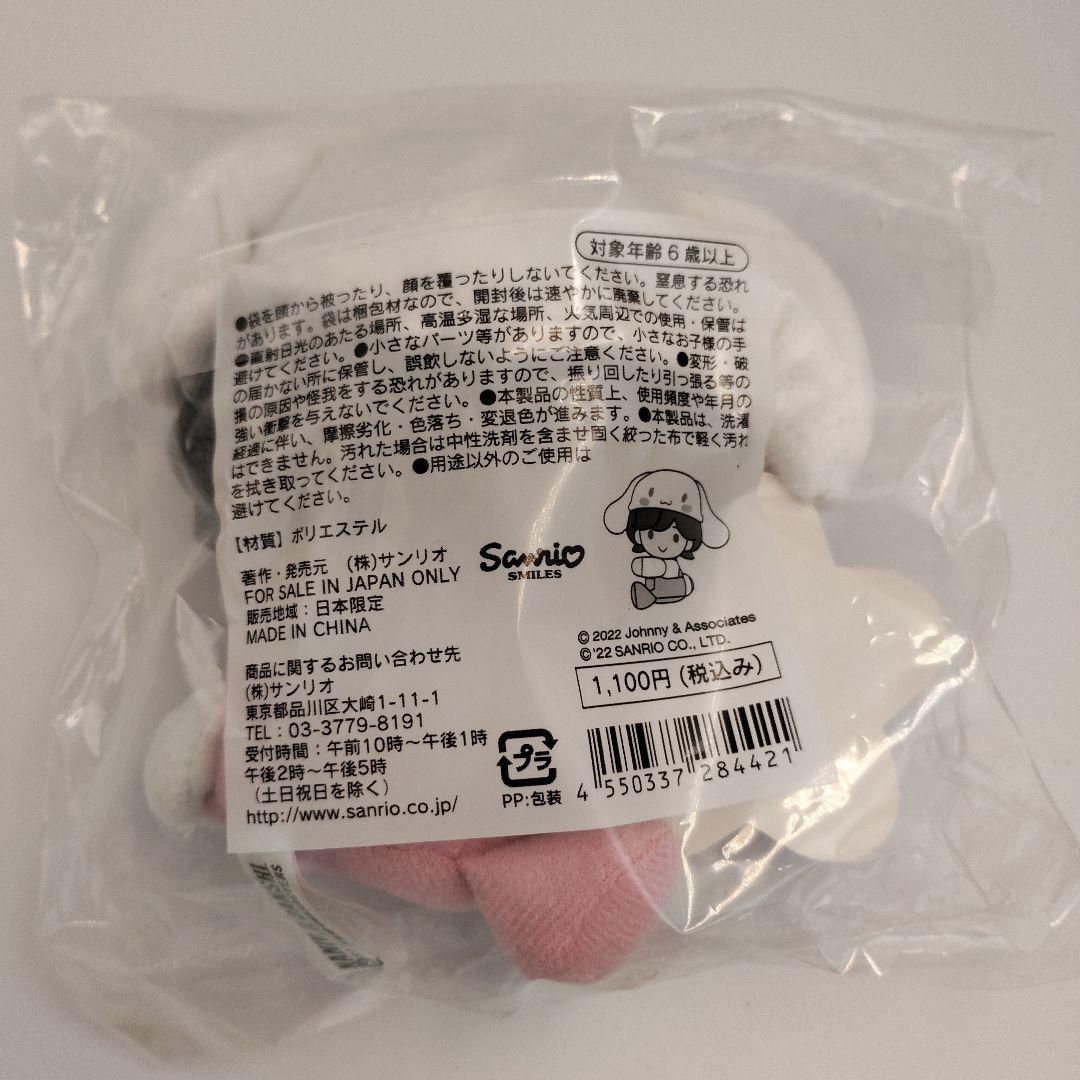 対象年齢6歳以上
●袋を頭から被ったり、顔を覆ったりしないでください。窒息する恐れ
があります。袋は梱包材なので、開封後は速やかに廃棄してください。
●直射日光のあたる場所、高温多湿な場所、火気周辺での使用・保管は
避けてください。●小さなパーツ等がありますので、小さなお子様の手
の届かない所に保管し、誤飲しないようにご注意ください。●変形・破
損の原因や怪我をする恐れがありますので、振り回したり引っ張る等の
強い衝撃を与えないでください。●本製品の性質上、使用頻度や年月の
経過に伴い、摩擦劣化・色落ち・変退色が進みます。●本製品は、洗濯
はできません。汚れた場合は中性洗剤を含ませ固く絞った布で軽く汚れ
を拭き取ってください。●用途以外のご使用は
避けてください。
【材質】ポリエステル
著作・発売元 (株)サンリオ
FOR SALE IN JAPAN ONLY
販売地域：日本限定
MADE IN CHINA
Sanrio
SMILES
© 2022 Johnny & Associates
©'22 SANRIO CO., LTD.
1,100円(税込み)
商品に関するお問い合わせ先
(株)サンリオ
東京都品川区大崎1-11-1
TEL：03-3779-8191
受付時間：午前10時～午後1時
午後2時～午後5時
（土日祝日を除く）
http://www.sanrio.co.jp/
プラ
PP:包装
4 550337 284421